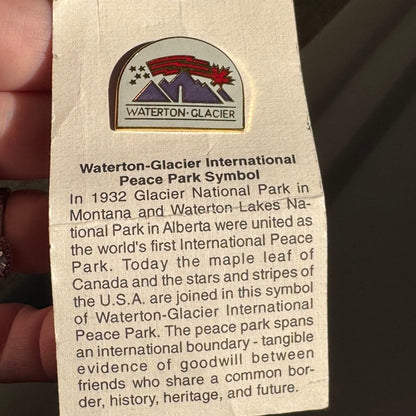 WATERTON-GLACIER
Waterton-Glacier International
Peace Park Symbol
In 1932 Glacier National Park in
Montana and Waterton Lakes Na-
tional Park in Alberta were united as
the world's first International Peace
Park. Today the maple leaf of
Canada and the stars and stripes of
the U.S.A. are joined in this symbol
of Waterton-Glacier International
Peace Park. The peace park spans
an international boundary - tangible
evidence of goodwill between
friends who share a common bor-
der, history, heritage, and future.